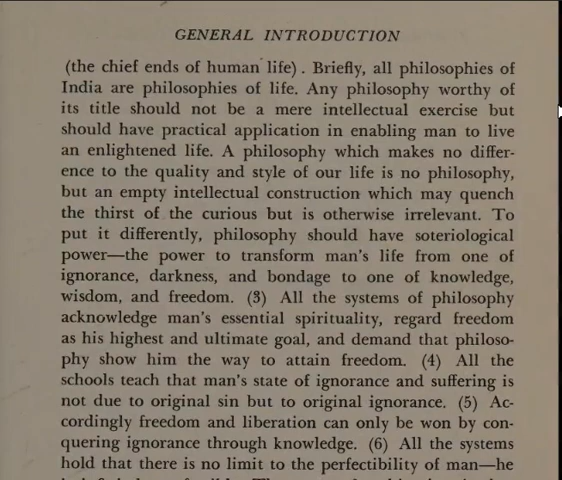 GENERAL INTRODUCTION
(the chief ends of human life). Briefly, all philosophies of
India are philosophies of life. Any philosophy worthy of
its title should not be a mere intellectual exercise but
should have practical application in enabling man to live
an enlightened life. A philosophy which makes no differ-
ence to the quality and style of our life is no philosophy,
but an empty intellectual construction which may quench
the thirst of the curious but is otherwise irrelevant. To
put it differently, philosophy should have soteriological
power—the power to transform man's life from one of
ignorance, darkness, and bondage to one of knowledge,
wisdom, and freedom. (3) All the systems of philosophy
acknowledge man's essential spirituality, regard freedom
as his highest and ultimate goal, and demand that philoso-
phy show him the way to attain freedom. (4) All the
schools teach that man's state of ignorance and suffering is
not due to original sin but to original ignorance. (5) Ac-
cordingly freedom and liberation can only be won by con-
quering ignorance through knowledge. (6) All the systems
hold that there is no limit to the perfectibility of man—he